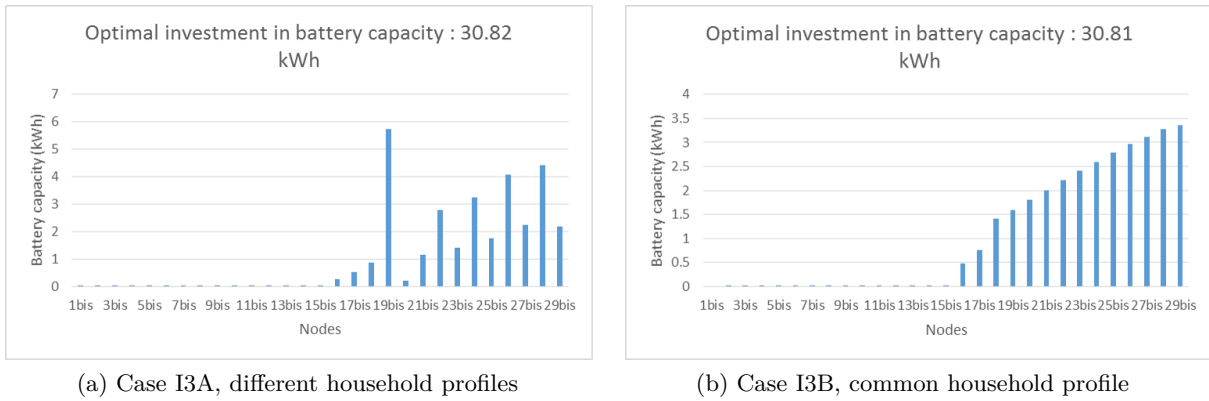 Optimal investment in battery capacity : 30.82
kWh
Battery capacity (kWh)
7
6
5
4
3
2
1
0
1bis 3bis 5bis 7bis 9bis 11bis 13bis 15bis 17bis 19bis 21bis 23bis 25bis 27bis 29bis
Nodes
(a) Case I3A, different household profiles
Optimal investment in battery capacity : 30.81
kWh
Battery capacity (kWh)
4
3.5
3
2.5
2
1.5
1
0.5
0
1bis 3bis 5bis 7bis 9bis 11bis 13bis 15bis 17bis 19bis 21bis 23bis 25bis 27bis 29bis
Nodes
(b) Case I3B, common household profile